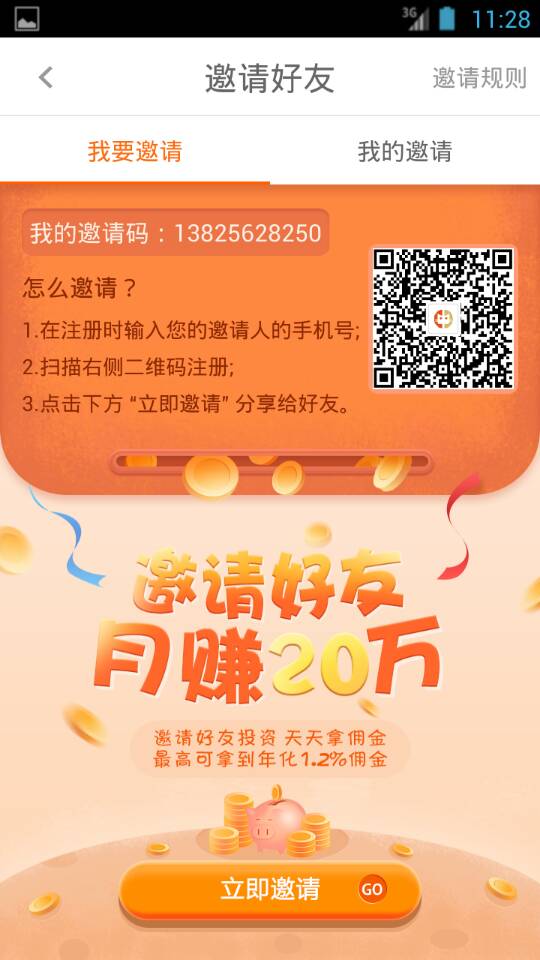 3G 11:28
邀请好友
邀请规则
我要邀请
我的邀请
我的邀请码：13825628250
怎么邀请？
1.在注册时输入您的邀请人的手机号;
2.扫描右侧二维码注册;
3.点击下方 “立即邀请” 分享给好友。
邀请好友
月赚20万
邀请好友投资 天天拿佣金
最高可拿到年化1.2%佣金
立即邀请 GO